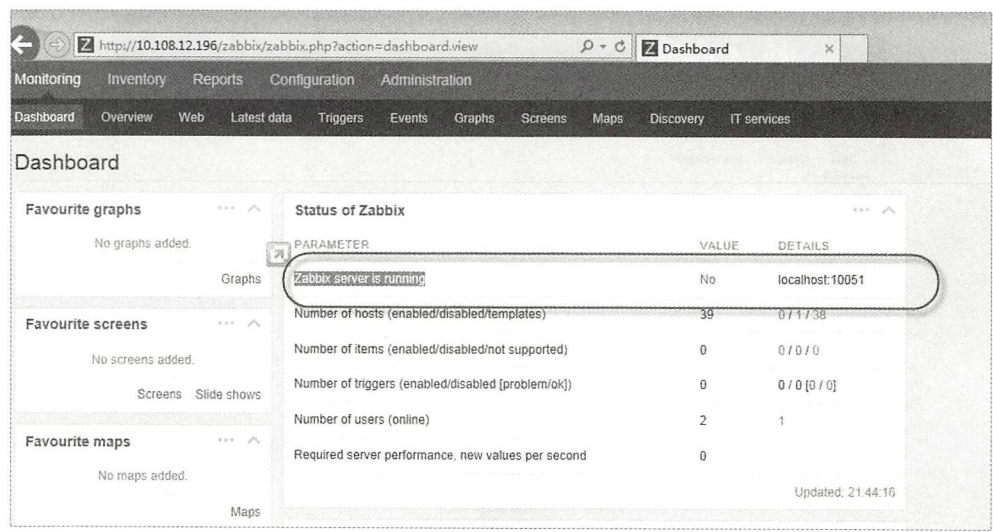 http://10.108.12.196/zabbix/zabbix.php?action=dashboard.view
Z Dashboard
Monitoring Inventory Reports Configuration Administration
Dashboard Overview Web Latest data Triggers Events Graphs Screens Maps Discovery IT services
Dashboard
Favourite graphs
No graphs added.
Graphs
Favourite screens
No screens added.
Screens Slide shows
Favourite maps
No maps added.
Maps
Status of Zabbix
PARAMETER VALUE DETAILS
Zabbix server is running No localhost:10051
Number of hosts (enabled/disabled/templates) 39 0 / 1 / 38
Number of items (enabled/disabled/not supported) 0 0 / 0 / 0
Number of triggers (enabled/disabled [problem/ok]) 0 0 / 0 [0 / 0]
Number of users (online) 2 1
Required server performance, new values per second 0
Updated: 21:44:16